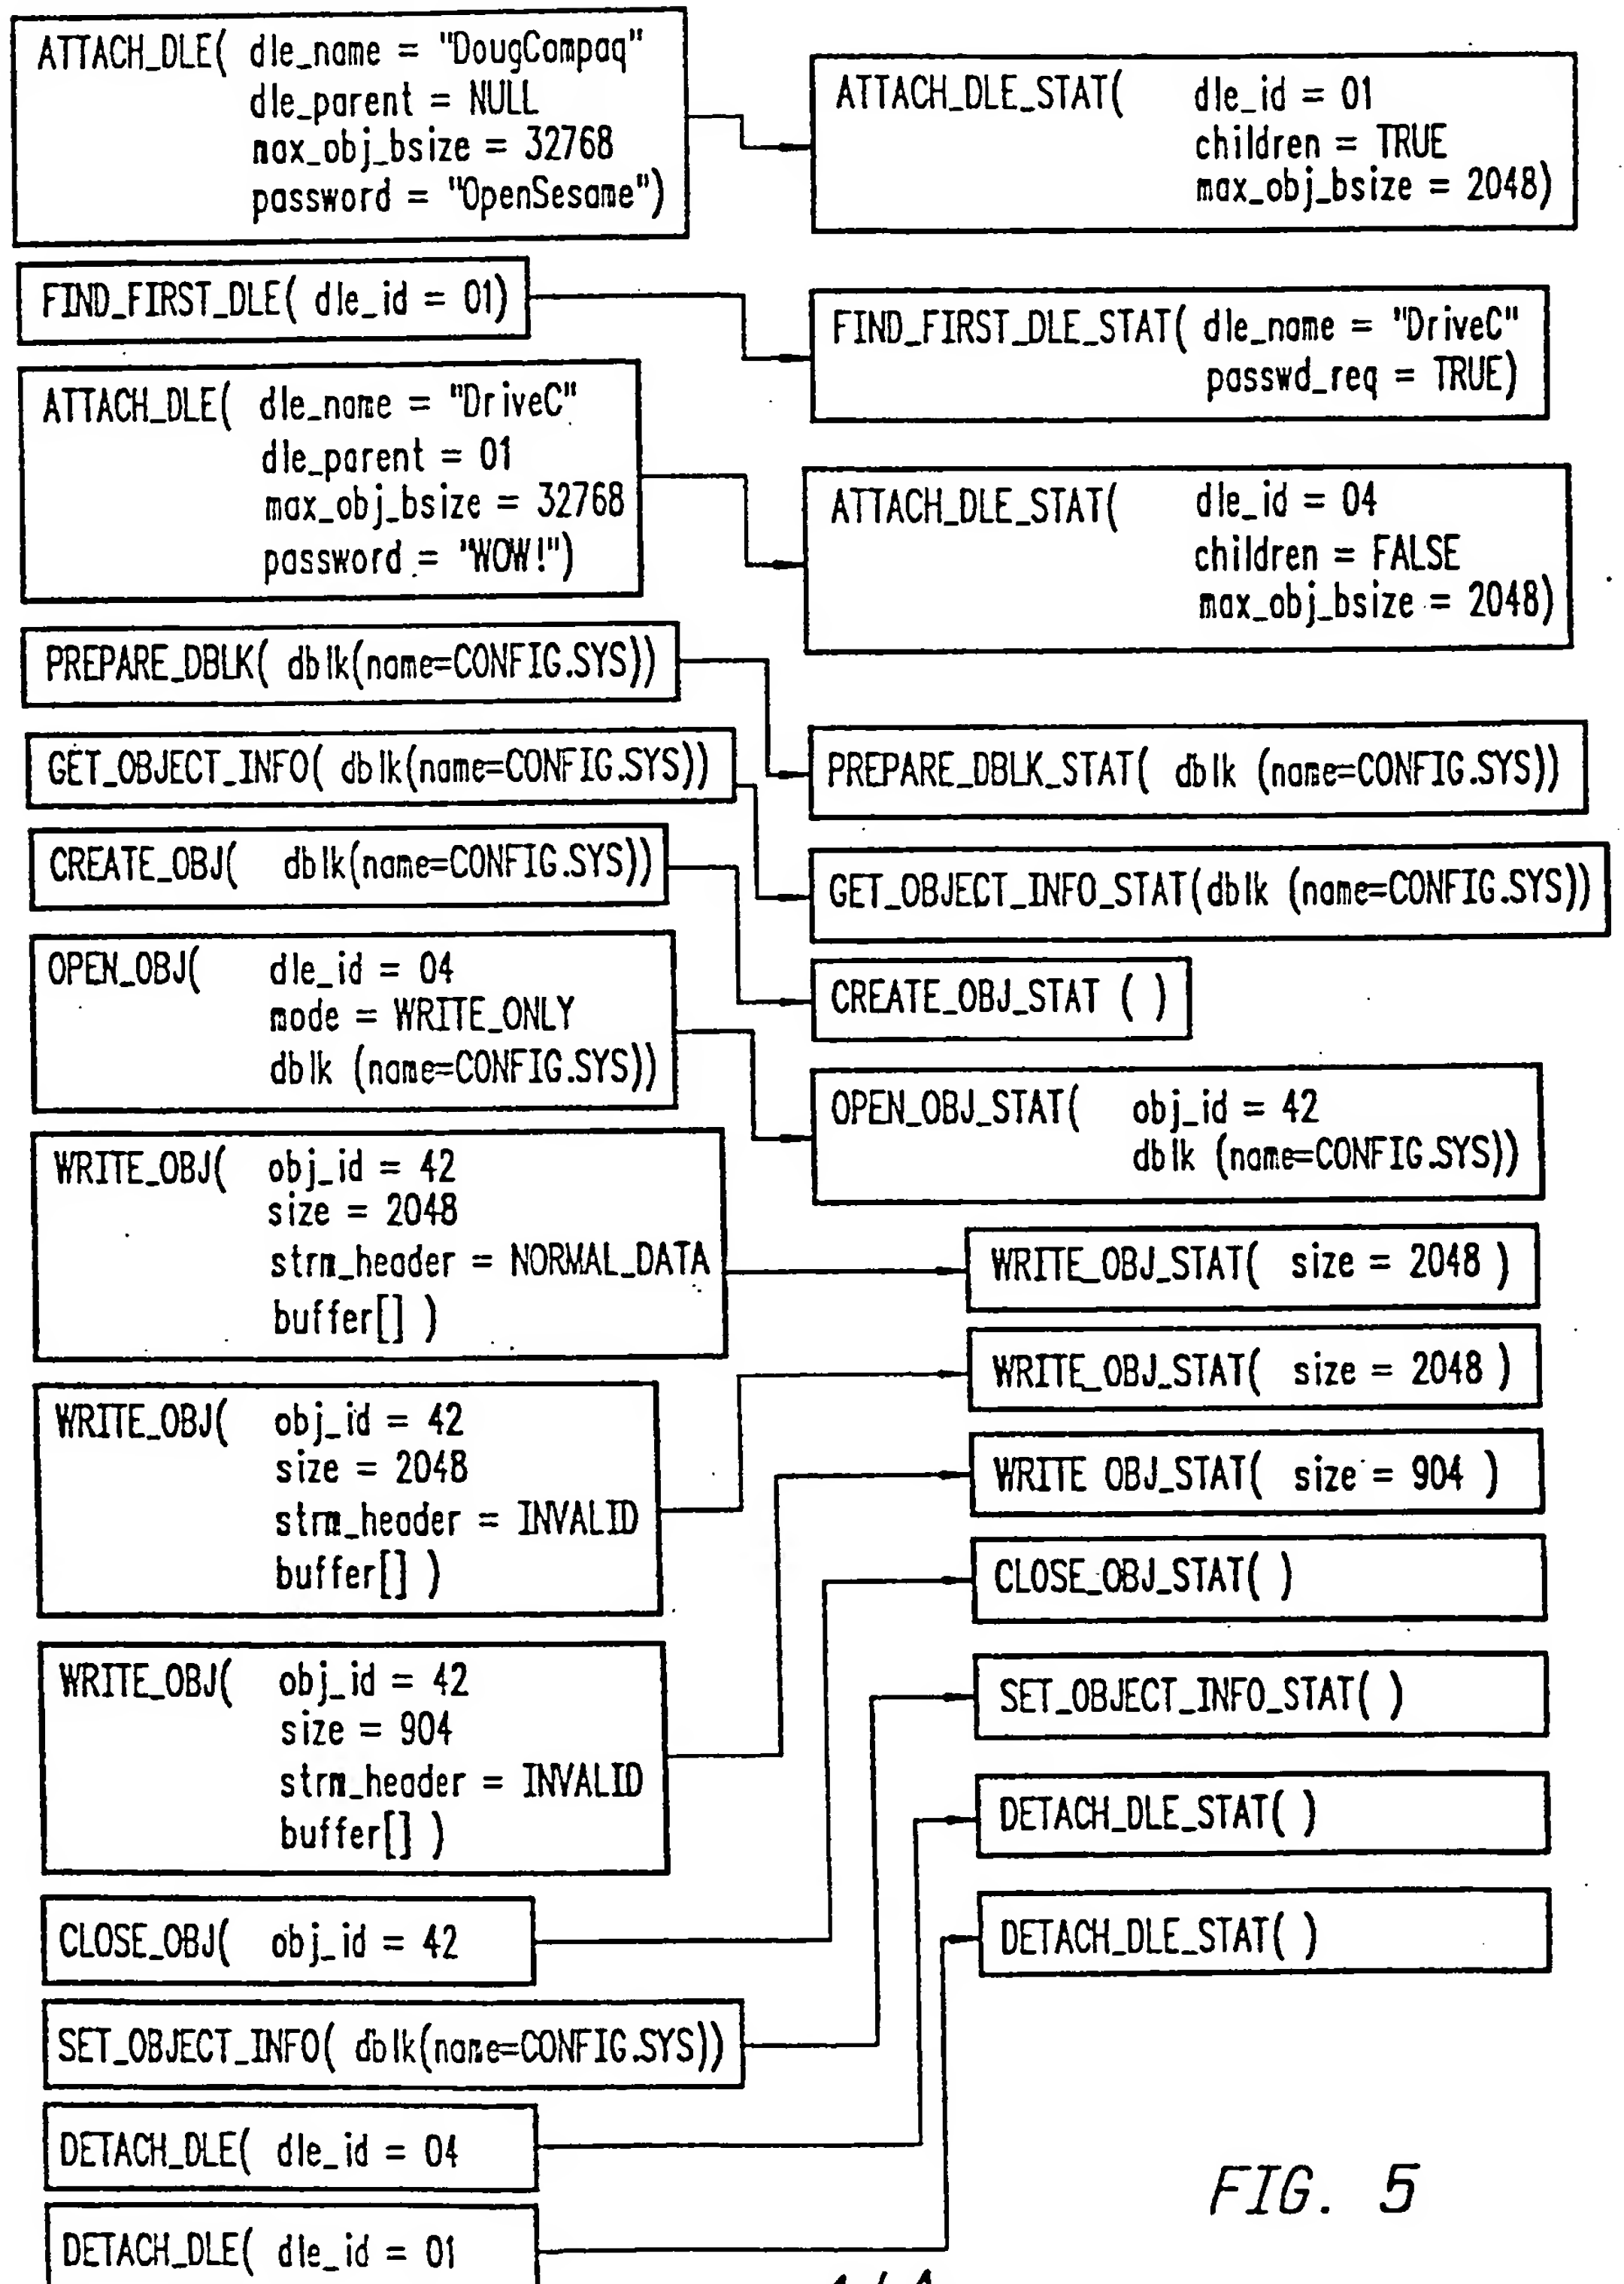 ATTACH_DLE( dle_name = "DougCompaq"
dle_parent = NULL
max_obj_bsize = 32768
password = "OpenSesame")
ATTACH_DLE_STAT( dle_id = 01
children = TRUE
max_obj_bsize = 2048)
FIND_FIRST_DLE( dle_id = 01)
FIND_FIRST_DLE_STAT( dle_name = "DriveC"
passwd_req = TRUE)
ATTACH_DLE( dle_name = "DriveC"
dle_parent = 01
max_obj_bsize = 32768
password = "WOW!")
ATTACH_DLE_STAT( dle_id = 04
children = FALSE
max_obj_bsize = 2048)
PREPARE_DBLK( dblk(name=CONFIG.SYS))
PREPARE_DBLK_STAT( dblk (name=CONFIG.SYS))
GET_OBJECT_INFO( dblk(name=CONFIG.SYS))
GET_OBJECT_INFO_STAT(dblk (name=CONFIG.SYS))
CREATE_OBJ( dblk(name=CONFIG.SYS))
CREATE_OBJ_STAT ( )
OPEN_OBJ( dle_id = 04
mode = WRITE_ONLY
dblk (name=CONFIG.SYS))
OPEN_OBJ_STAT( obj_id = 42
dblk (name=CONFIG.SYS))
WRITE_OBJ( obj_id = 42
size = 2048
strm_header = NORMAL_DATA
buffer[] )
WRITE_OBJ_STAT( size = 2048 )
WRITE_OBJ( obj_id = 42
size = 2048
strm_header = INVALID
buffer[] )
WRITE_OBJ_STAT( size = 2048 )
WRITE_OBJ( obj_id = 42
size = 904
strm_header = INVALID
buffer[] )
WRITE OBJ_STAT( size = 904 )
CLOSE_OBJ( obj_id = 42
CLOSE_OBJ_STAT( )
SET_OBJECT_INFO( dblk(name=CONFIG.SYS))
SET_OBJECT_INFO_STAT( )
DETACH_DLE( dle_id = 04
DETACH_DLE_STAT( )
DETACH_DLE( dle_id = 01
DETACH_DLE_STAT( )
FIG. 5